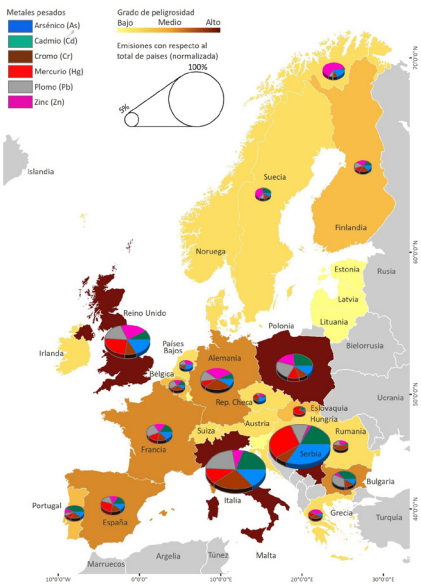 Metales pesados
Arsénico (As)
Cadmio (Cd)
Cromo (Cr)
Mercurio (Hg)
Plomo (Pb)
Zinc (Zn)
Grado de peligrosidad
Bajo Medio Alto
Emisiones con respecto al
total de países (normalizada)
100%
5%
Islandia
Suecia
Finlandia
Noruega
Estonia
Rusia
Latvia
Lituania
Reino Unido
Polonia
Bielorrusia
Irlanda
Países
Bajos
Alemania
Bélgica
Ucrania
Rep. Checa
Eslovaquía
Hungría
Austria
Suiza
Rumania
Francia
Serbia
Bulgaria
Portugal
España
Italia
Grecia
Turquía
Marruecos
Argelia
Túnez
Malta
10°0'0"W
0°0'
10°0'0"E
20°0'0"E
30°0'0"E